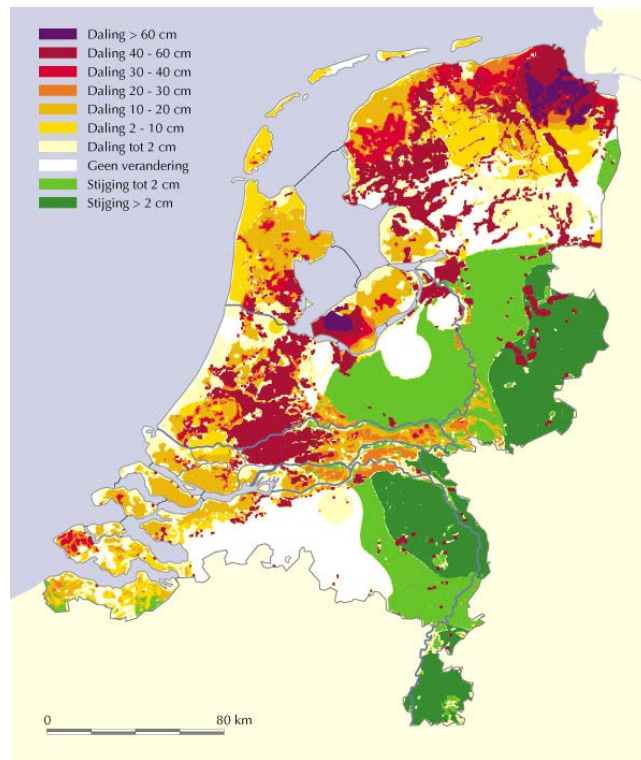 Daling > 60 cm
Daling 40 - 60 cm
Daling 30 - 40 cm
Daling 20 - 30 cm
Daling 10 - 20 cm
Daling 2 - 10 cm
Daling tot 2 cm
Geen verandering
Stijging tot 2 cm
Stijging > 2 cm
0 80 km